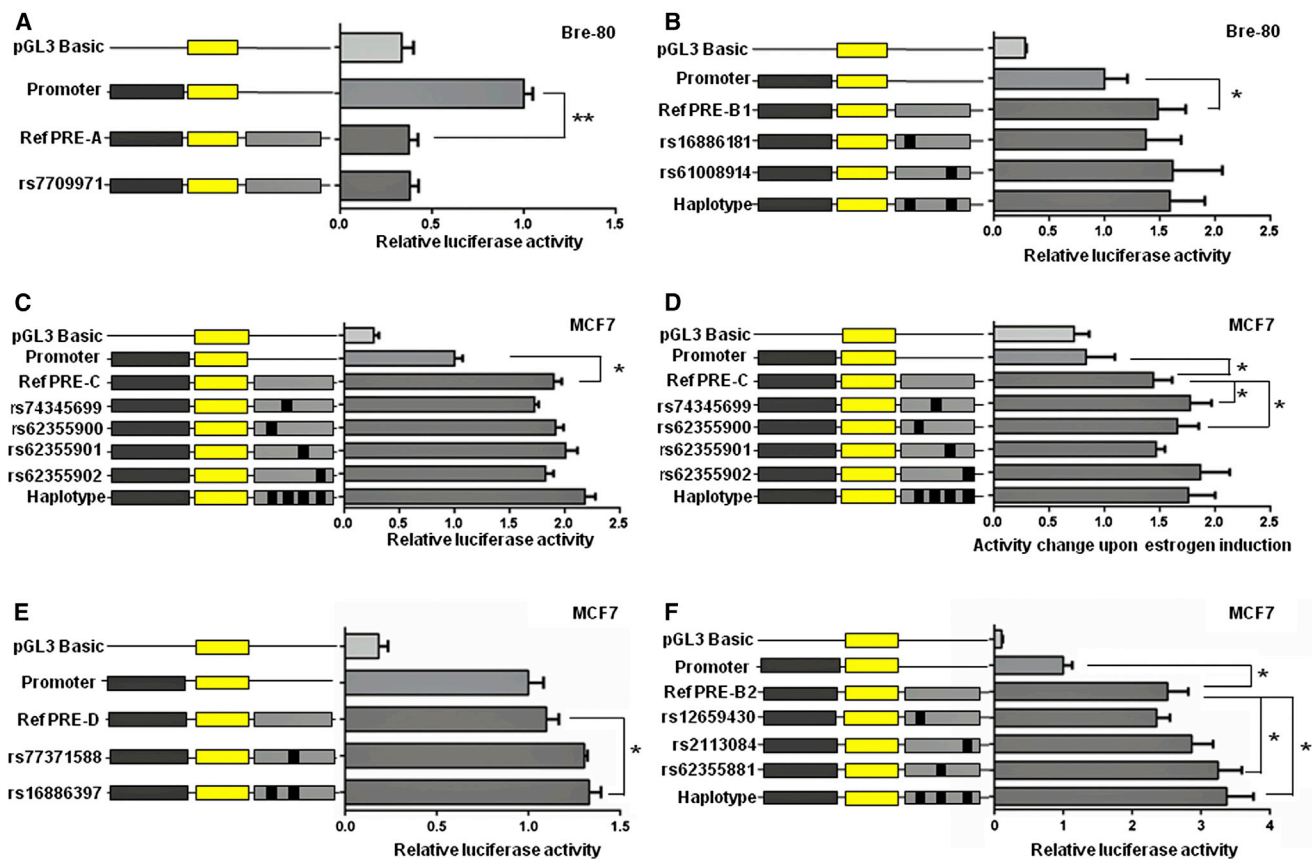 A
Bre-80
pGL3 Basic
Promoter
Ref PRE-A
rs7709971
**
0.0 0.5 1.0 1.5
Relative luciferase activity
B
Bre-80
pGL3 Basic
Promoter
Ref PRE-B1
rs16886181
rs61008914
Haplotype
*
0.0 0.5 1.0 1.5 2.0 2.5
Relative luciferase activity
C
MCF7
pGL3 Basic
Promoter
Ref PRE-C
rs74345699
rs62355900
rs62355901
rs62355902
Haplotype
*
0.0 0.5 1.0 1.5 2.0 2.5
Relative luciferase activity
D
MCF7
pGL3 Basic
Promoter
Ref PRE-C
rs74345699
rs62355900
rs62355901
rs62355902
Haplotype
*
*
*
0.0 0.5 1.0 1.5 2.0 2.5
Activity change upon estrogen induction
E
MCF7
pGL3 Basic
Promoter
Ref PRE-D
rs77371588
rs16886397
*
0.0 0.5 1.0 1.5
Relative luciferase activity
F
MCF7
pGL3 Basic
Promoter
Ref PRE-B2
rs12659430
rs2113084
rs62355881
Haplotype
*
*
*
0 1 2 3 4
Relative luciferase activity